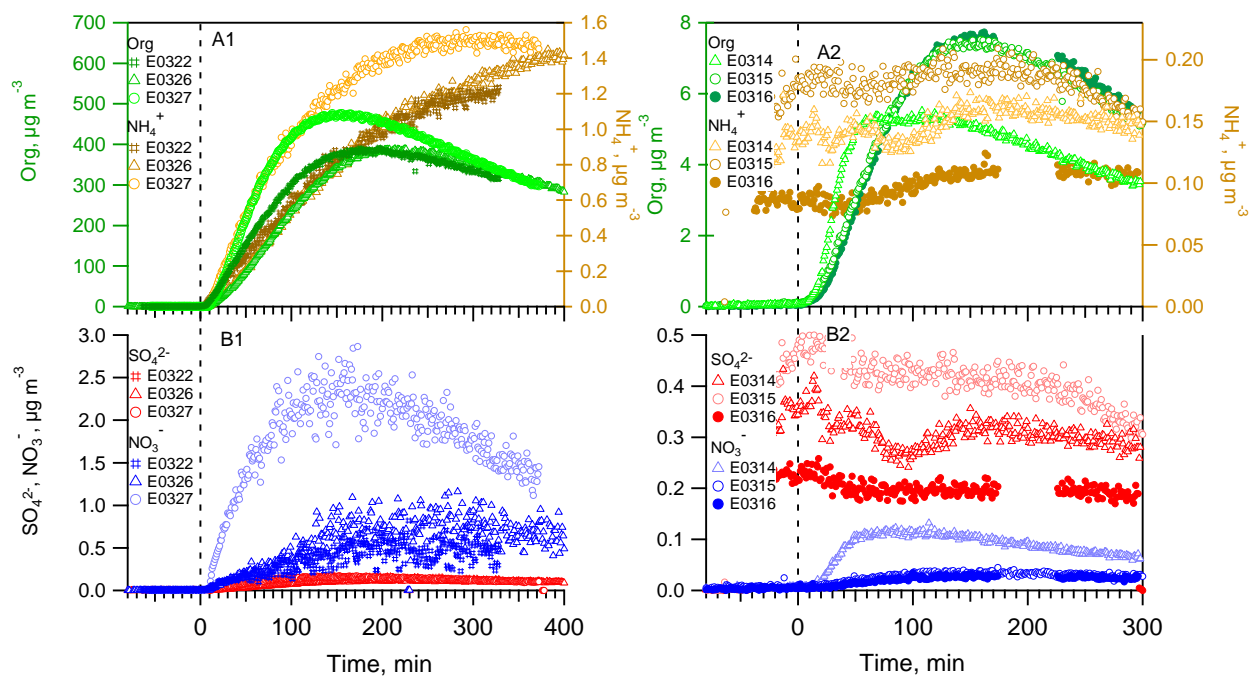 A1
Org
E0322
E0326
E0327
NH4+
E0322
E0326
E0327
700
600
500
400
300
200
100
0
Org, µg m-3
1.6
1.4
1.2
1.0
0.8
0.6
0.4
0.2
0.0
NH4+, µg m-3
A2
Org
E0314
E0315
E0316
NH4+
E0314
E0315
E0316
8
6
4
2
0
Org, µg m-3
0.20
0.15
0.10
0.05
0.00
NH4+, µg m-3
B1
SO42-
E0322
E0326
E0327
NO3-
E0322
E0326
E0327
3.0
2.5
2.0
1.5
1.0
0.5
0.0
SO42-, NO3-, µg m-3
0 100 200 300 400
Time, min
B2
SO42-
E0314
E0315
E0316
NO3-
E0314
E0315
E0316
0.5
0.4
0.3
0.2
0.1
0.0
0 100 200 300
Time, min